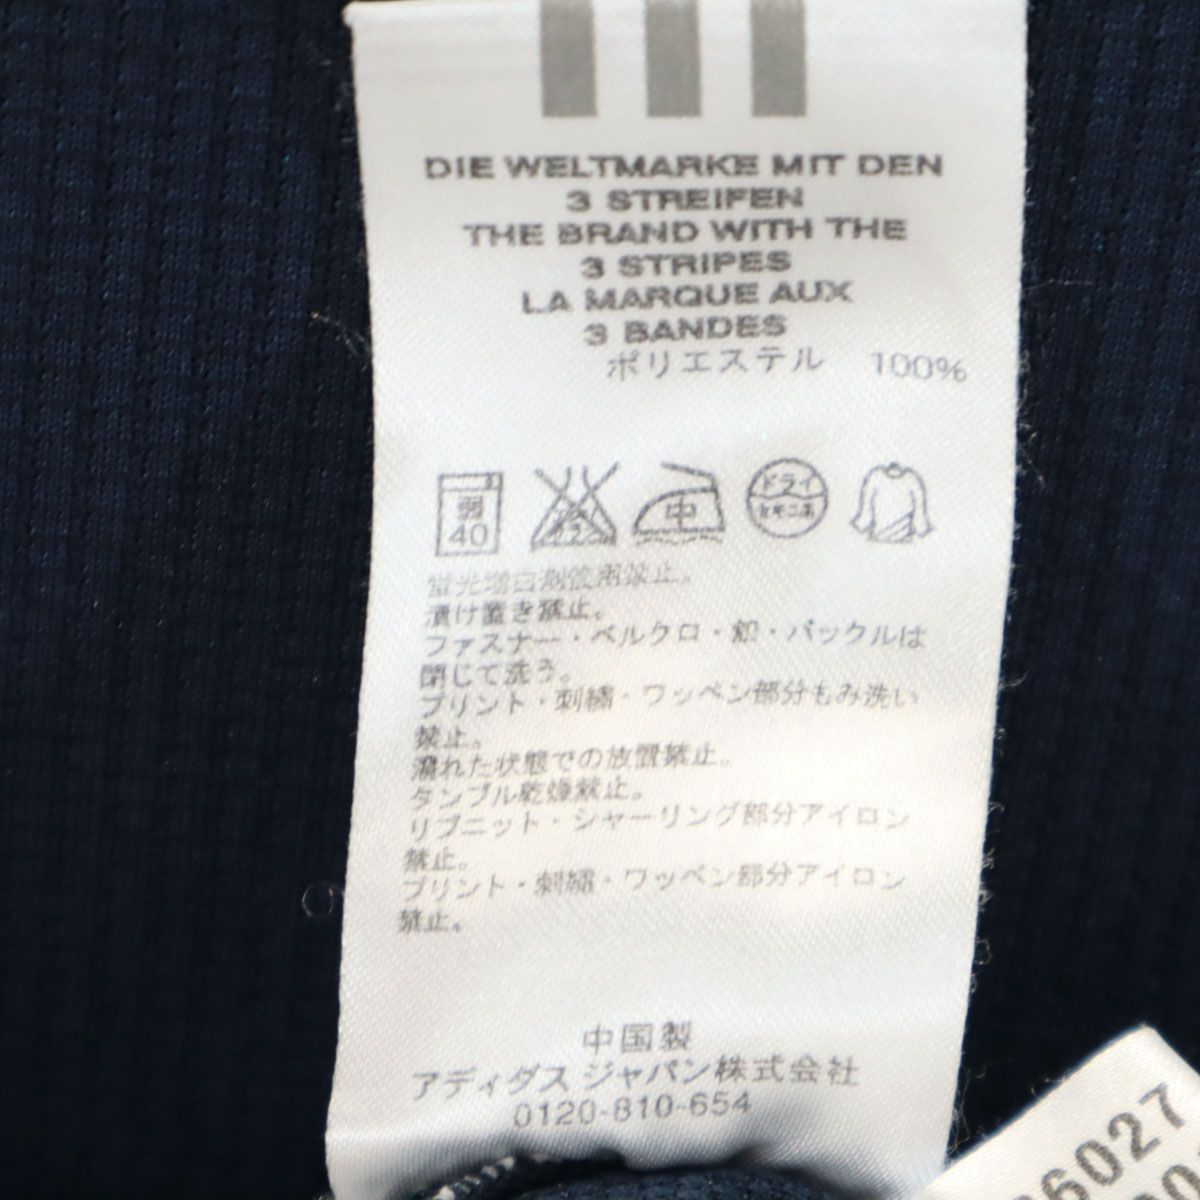 DIE WELTMARKE MIT DEN
3 STREIFEN
THE BRAND WITH THE
3 STRIPES
LA MARQUE AUX
3 BANDES
ポリエステル 100%
弱
40
中
ドライ
セキユ系
蛍光増白剤使用禁止。
漬け置き禁止。
ファスナー・ベルクロ・釦・バックルは
閉じて洗う。
プリント・刺繍・ワッペン部分もみ洗い
禁止。
濡れた状態での放置禁止。
タンブル乾燥禁止。
リブニット・シャーリング部分アイロン
禁止。
プリント・刺繍・ワッペン部分アイロン
禁止。
中国製
アディダス ジャパン株式会社
0120-810-654
6027